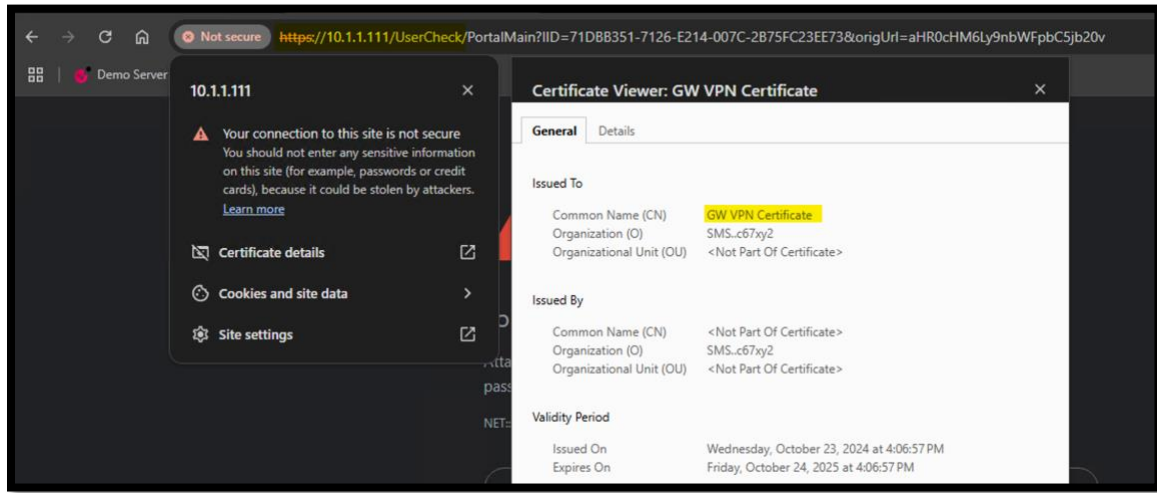 Not secure https://10.1.1.111/UserCheck/PortalMain?IID=71DBB351-7126-E214-007C-2B75FC23EE73&origUrl=aHR0cHM6Ly9nbWFpbC5jb20v
Demo Server
10.1.1.111
Your connection to this site is not secure
You should not enter any sensitive information
on this site (for example, passwords or credit
cards), because it could be stolen by attackers.
Learn more
Certificate details
Cookies and site data
Site settings
Atta
pass
NET:
Certificate Viewer: GW VPN Certificate
General Details
Issued To
Common Name (CN) GW VPN Certificate
Organization (O) SMS..c67xy2
Organizational Unit (OU) <Not Part Of Certificate>
Issued By
Common Name (CN) <Not Part Of Certificate>
Organization (O) SMS..c67xy2
Organizational Unit (OU) <Not Part Of Certificate>
Validity Period
Issued On Wednesday, October 23, 2024 at 4:06:57 PM
Expires On Friday, October 24, 2025 at 4:06:57 PM